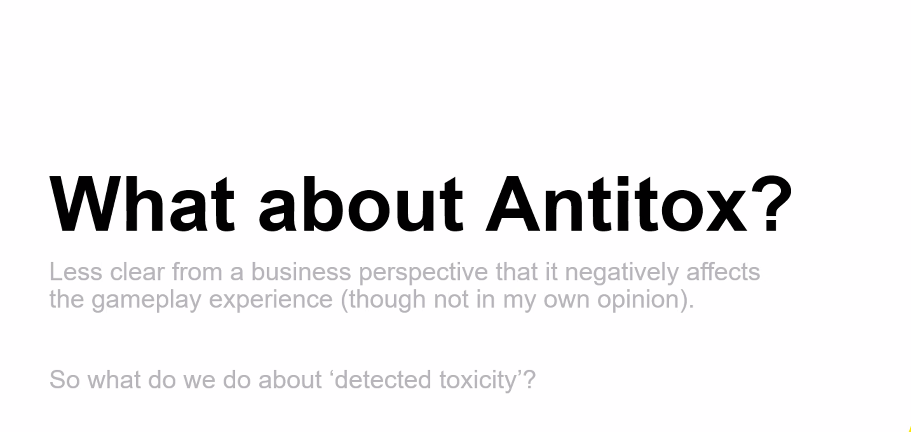 What about Antitox?
Less clear from a business perspective that it negatively affects
the gameplay experience (though not in my own opinion).
So what do we do about ‘detected toxicity’?